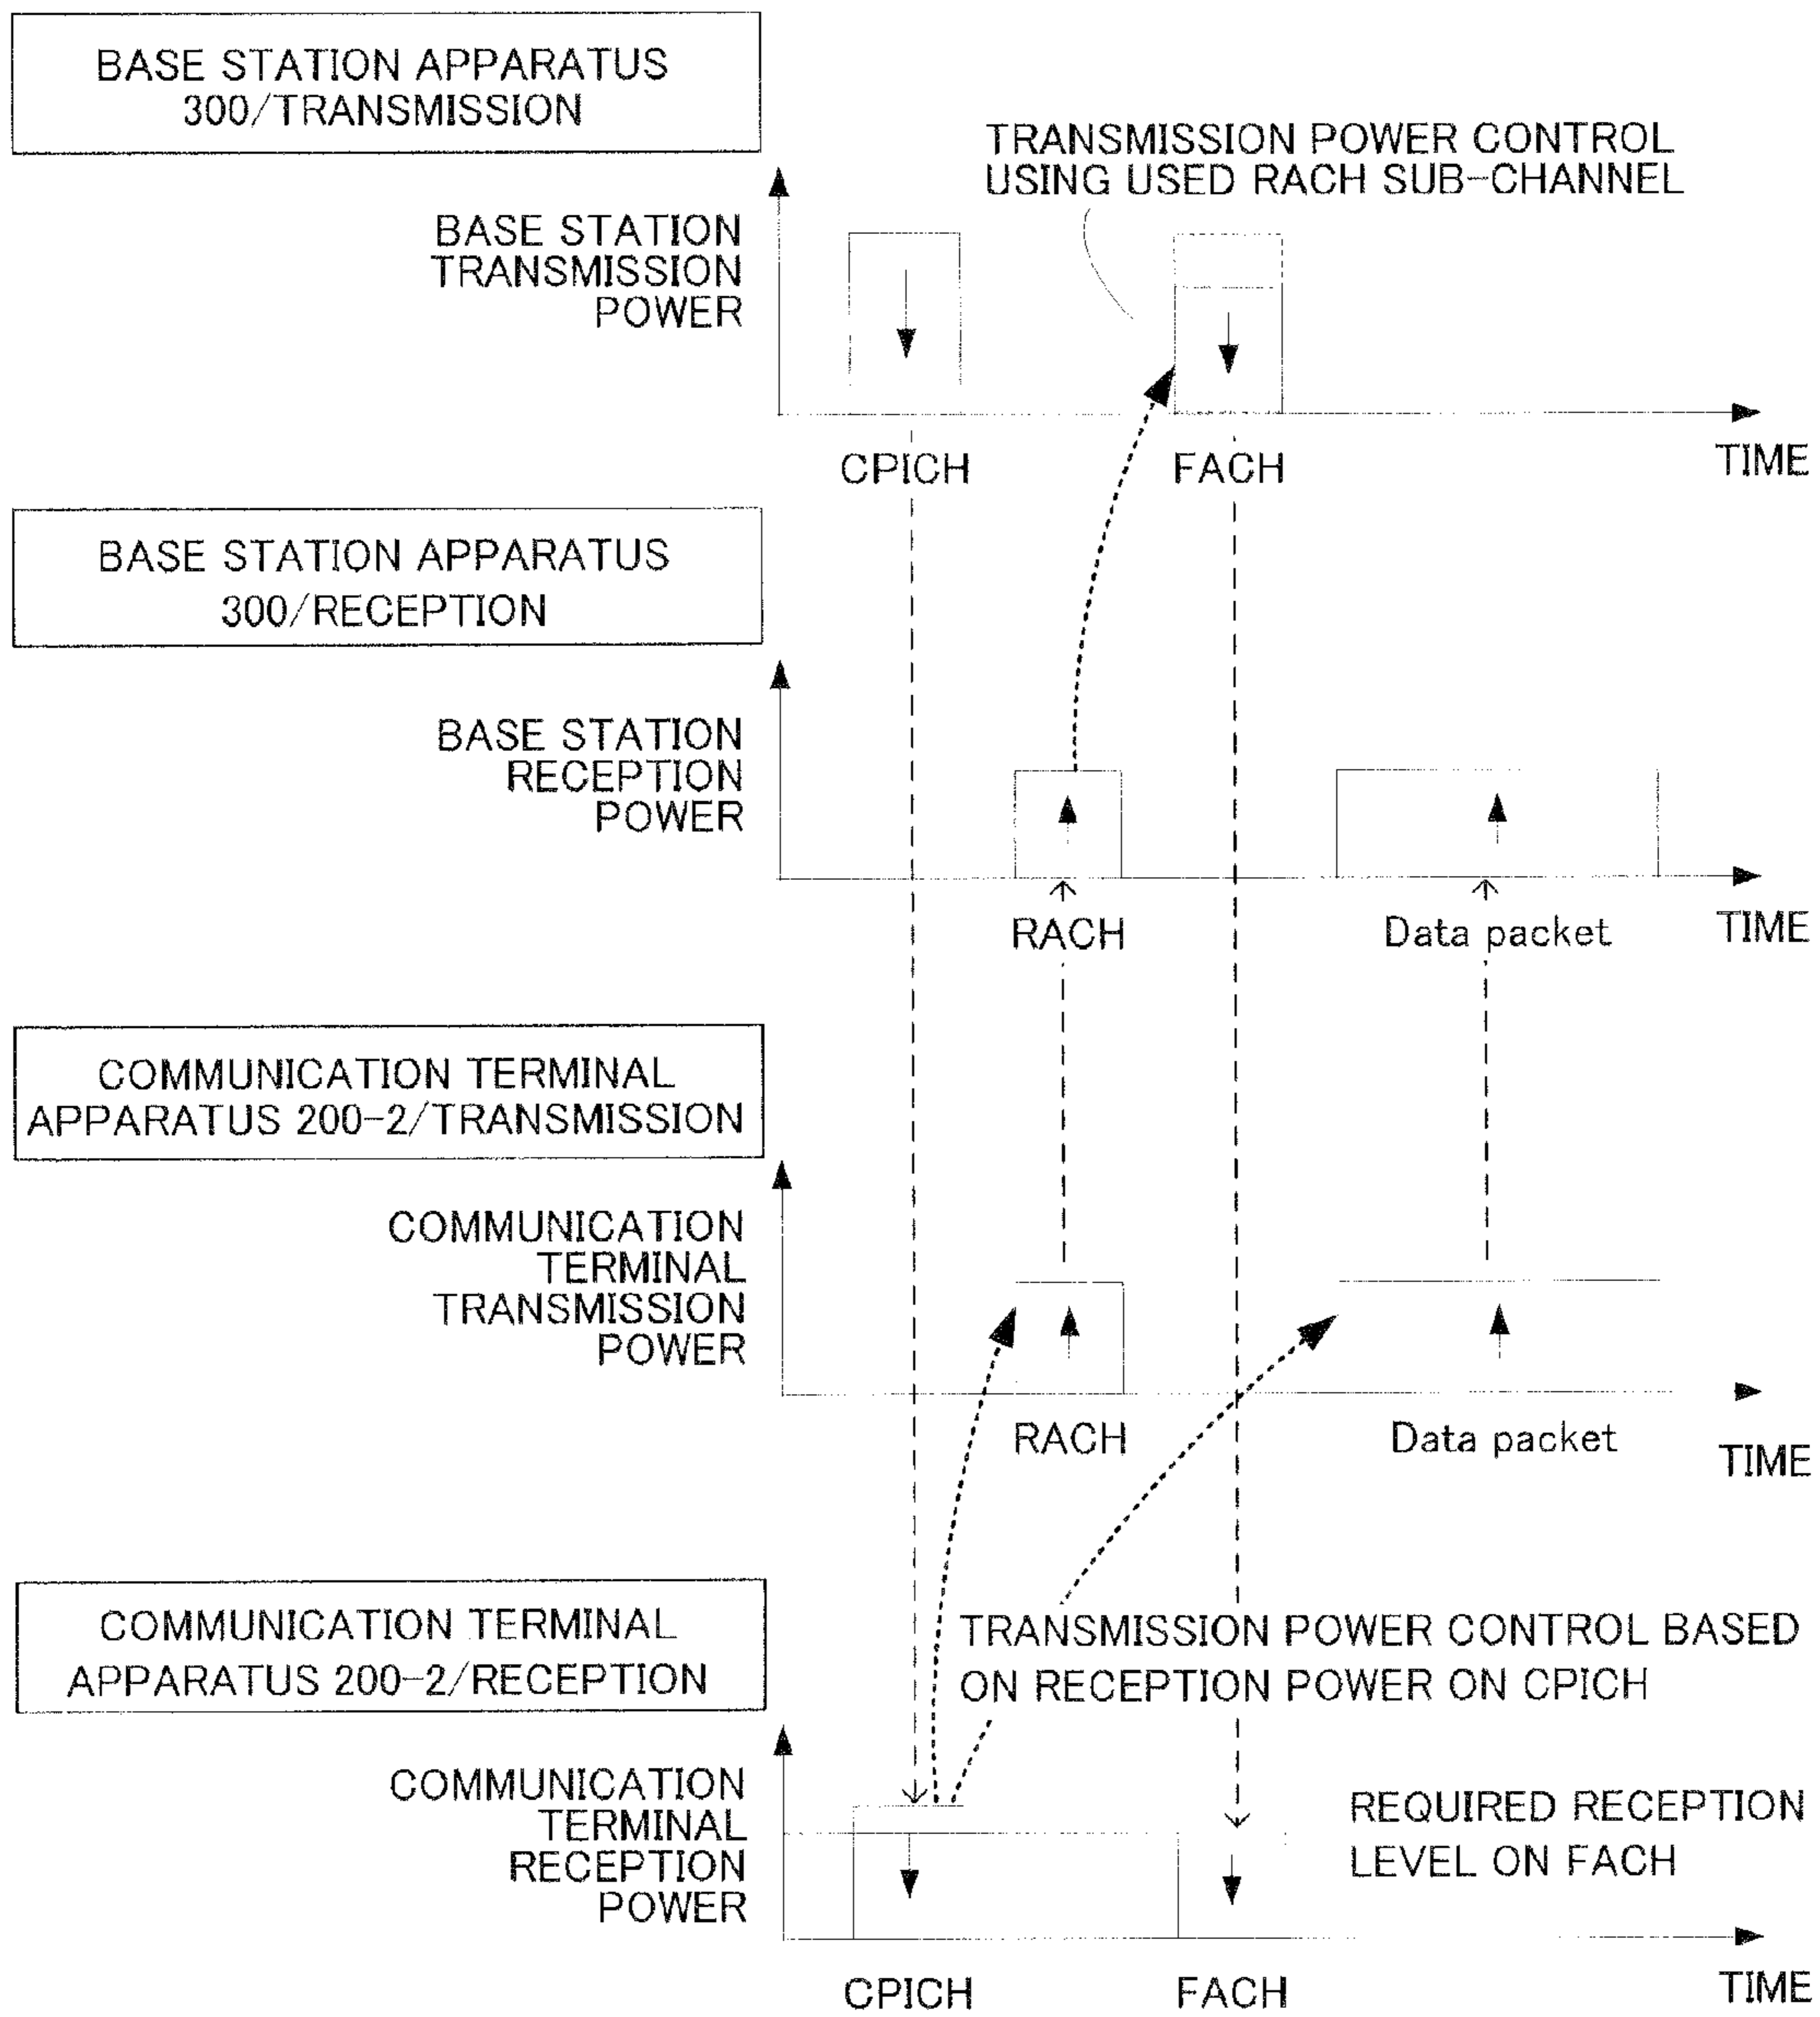 BASE STATION APPARATUS
300/TRANSMISSION
TRANSMISSION POWER CONTROL
USING USED RACH SUB-CHANNEL
BASE STATION
TRANSMISSION
POWER
CPICH
FACH
TIME
BASE STATION APPARATUS
300/RECEPTION
BASE STATION
RECEPTION
POWER
RACH
Data packet
TIME
COMMUNICATION TERMINAL
APPARATUS 200-2/TRANSMISSION
COMMUNICATION
TERMINAL
TRANSMISSION
POWER
RACH
Data packet
TIME
COMMUNICATION TERMINAL
APPARATUS 200-2/RECEPTION
TRANSMISSION POWER CONTROL BASED
ON RECEPTION POWER ON CPICH
COMMUNICATION
TERMINAL
RECEPTION
POWER
REQUIRED RECEPTION
LEVEL ON FACH
CPICH
FACH
TIME